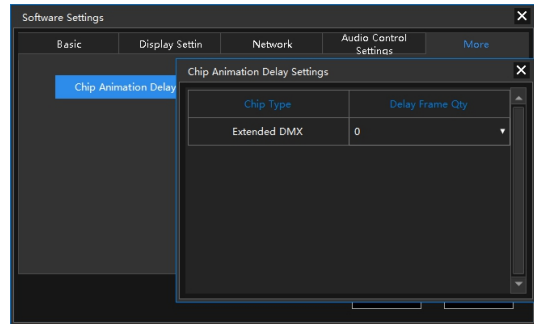 Software Settings
Basic
Display Settin
Network
Audio Control
Settings
More
Chip Animation Delay
Chip Animation Delay Settings
Chip Type
Delay Frame Qty
Extended DMX
0